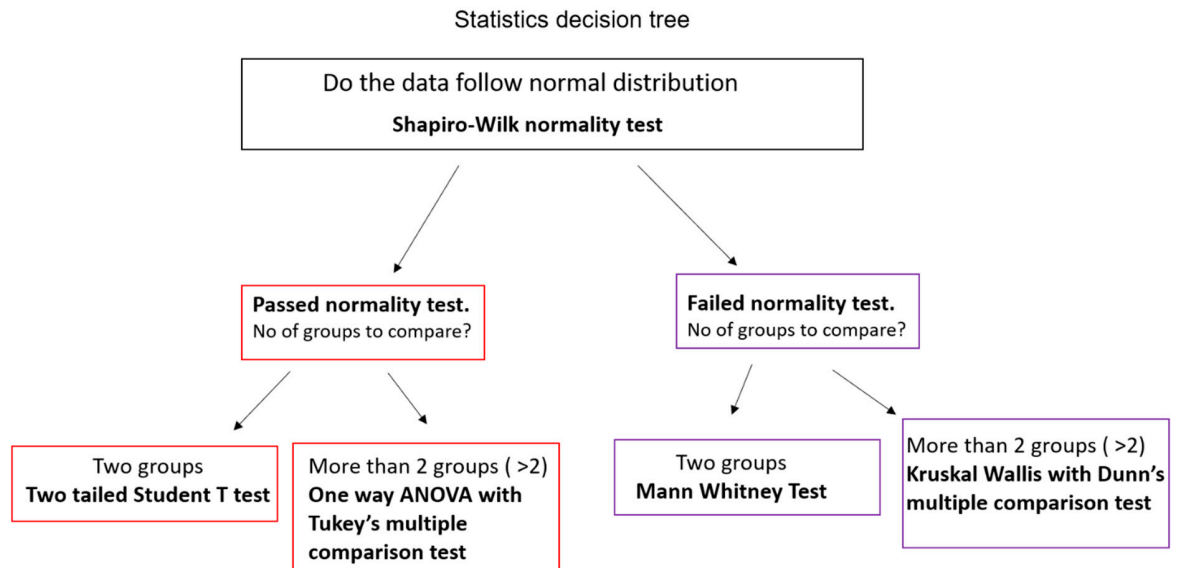 Statistics decision tree
Do the data follow normal distribution
Shapiro-Wilk normality test
Passed normality test.
No of groups to compare?
Failed normality test.
No of groups to compare?
Two groups
Two tailed Student T test
More than 2 groups ( >2)
One way ANOVA with
Tukey’s multiple
comparison test
Two groups
Mann Whitney Test
More than 2 groups ( >2)
Kruskal Wallis with Dunn’s
multiple comparison test